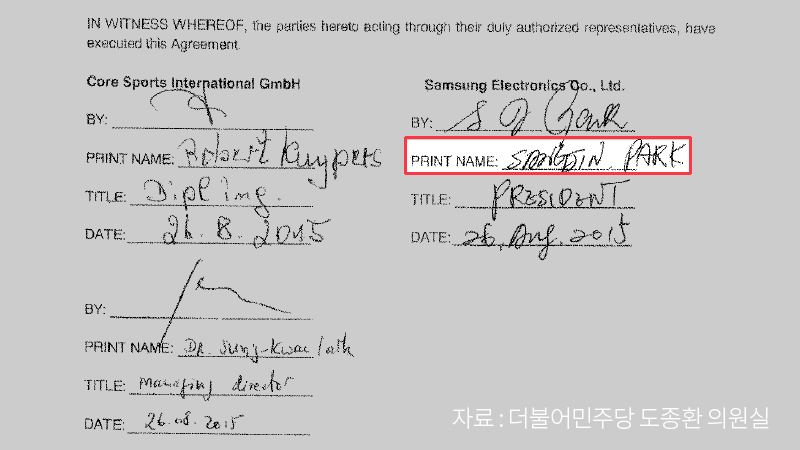 IN WITNESS WHEREOF, the parties hereto acting through their duly authorized representatives, have
executed this Agreement.
Core Sports International GmbH
BY:
PRINT NAME: Robert Kuypers
TITLE: Dipl. Ing.
DATE: 26.8.2015
BY:
PRINT NAME: Dr. Sung-Kwan
TITLE: Managing director
DATE: 26.08.2015
Samsung Electronics Co., Ltd.
BY: S J Park
PRINT NAME: PARK
TITLE: PRESIDENT
DATE: 26. Aug. 2015
자료 : 더불어민주당 도종환 의원실